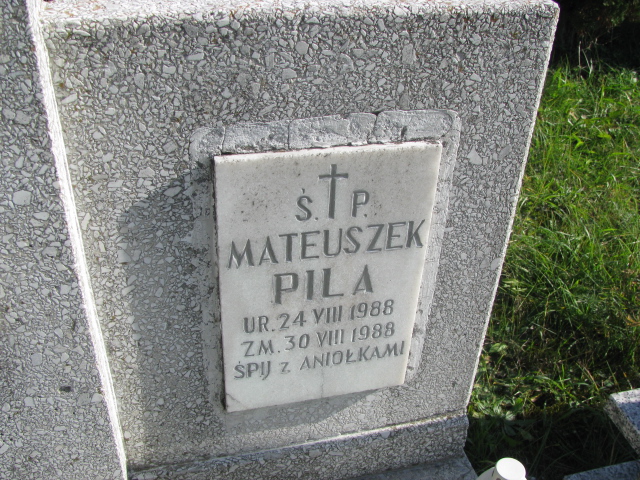 Ś. P.
MATEUSZEK
PILA
UR. 24 VIII 1988
ZM. 30 VIII 1988
ŚPIJ z ANIOŁKAMI